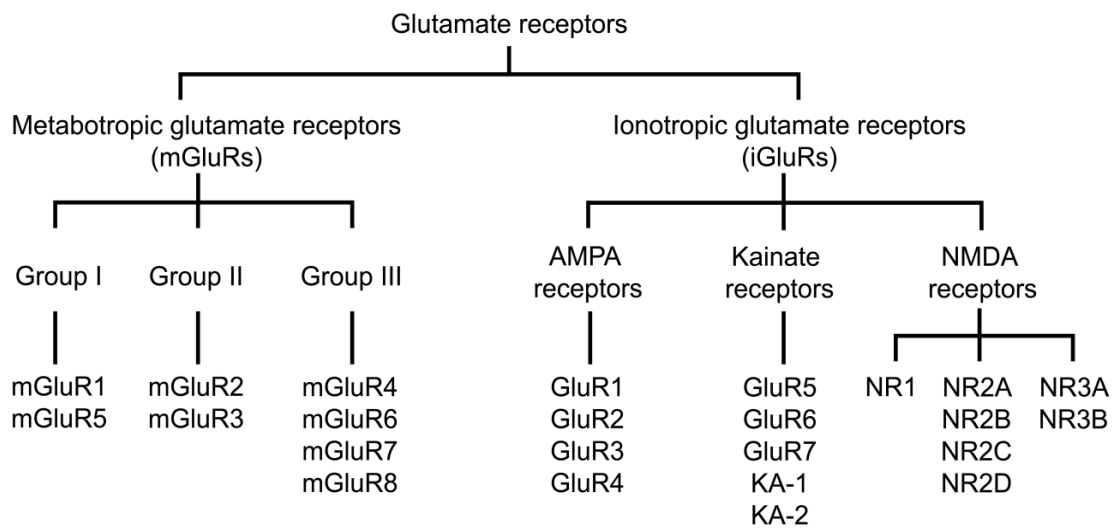 Glutamate receptors
Metabotropic glutamate receptors
(mGluRs)
Ionotropic glutamate receptors
(iGluRs)
Group I
Group II
Group III
AMPA
receptors
Kainate
receptors
NMDA
receptors
mGluR1
mGluR5
mGluR2
mGluR3
mGluR4
mGluR6
mGluR7
mGluR8
GluR1
GluR2
GluR3
GluR4
GluR5
GluR6
GluR7
KA-1
KA-2
NR1
NR2A
NR2B
NR2C
NR2D
NR3A
NR3B